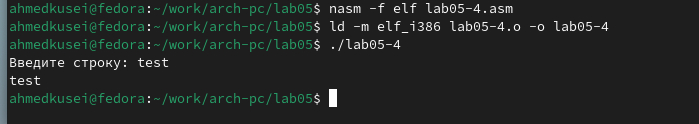 ahmedkusei@fedora:~/work/arch-pc/lab05$ nasm -f elf lab05-4.asm
ahmedkusei@fedora:~/work/arch-pc/lab05$ ld -m elf_i386 lab05-4.o -o lab05-4
ahmedkusei@fedora:~/work/arch-pc/lab05$ ./lab05-4
Введите строку: test
test
ahmedkusei@fedora:~/work/arch-pc/lab05$